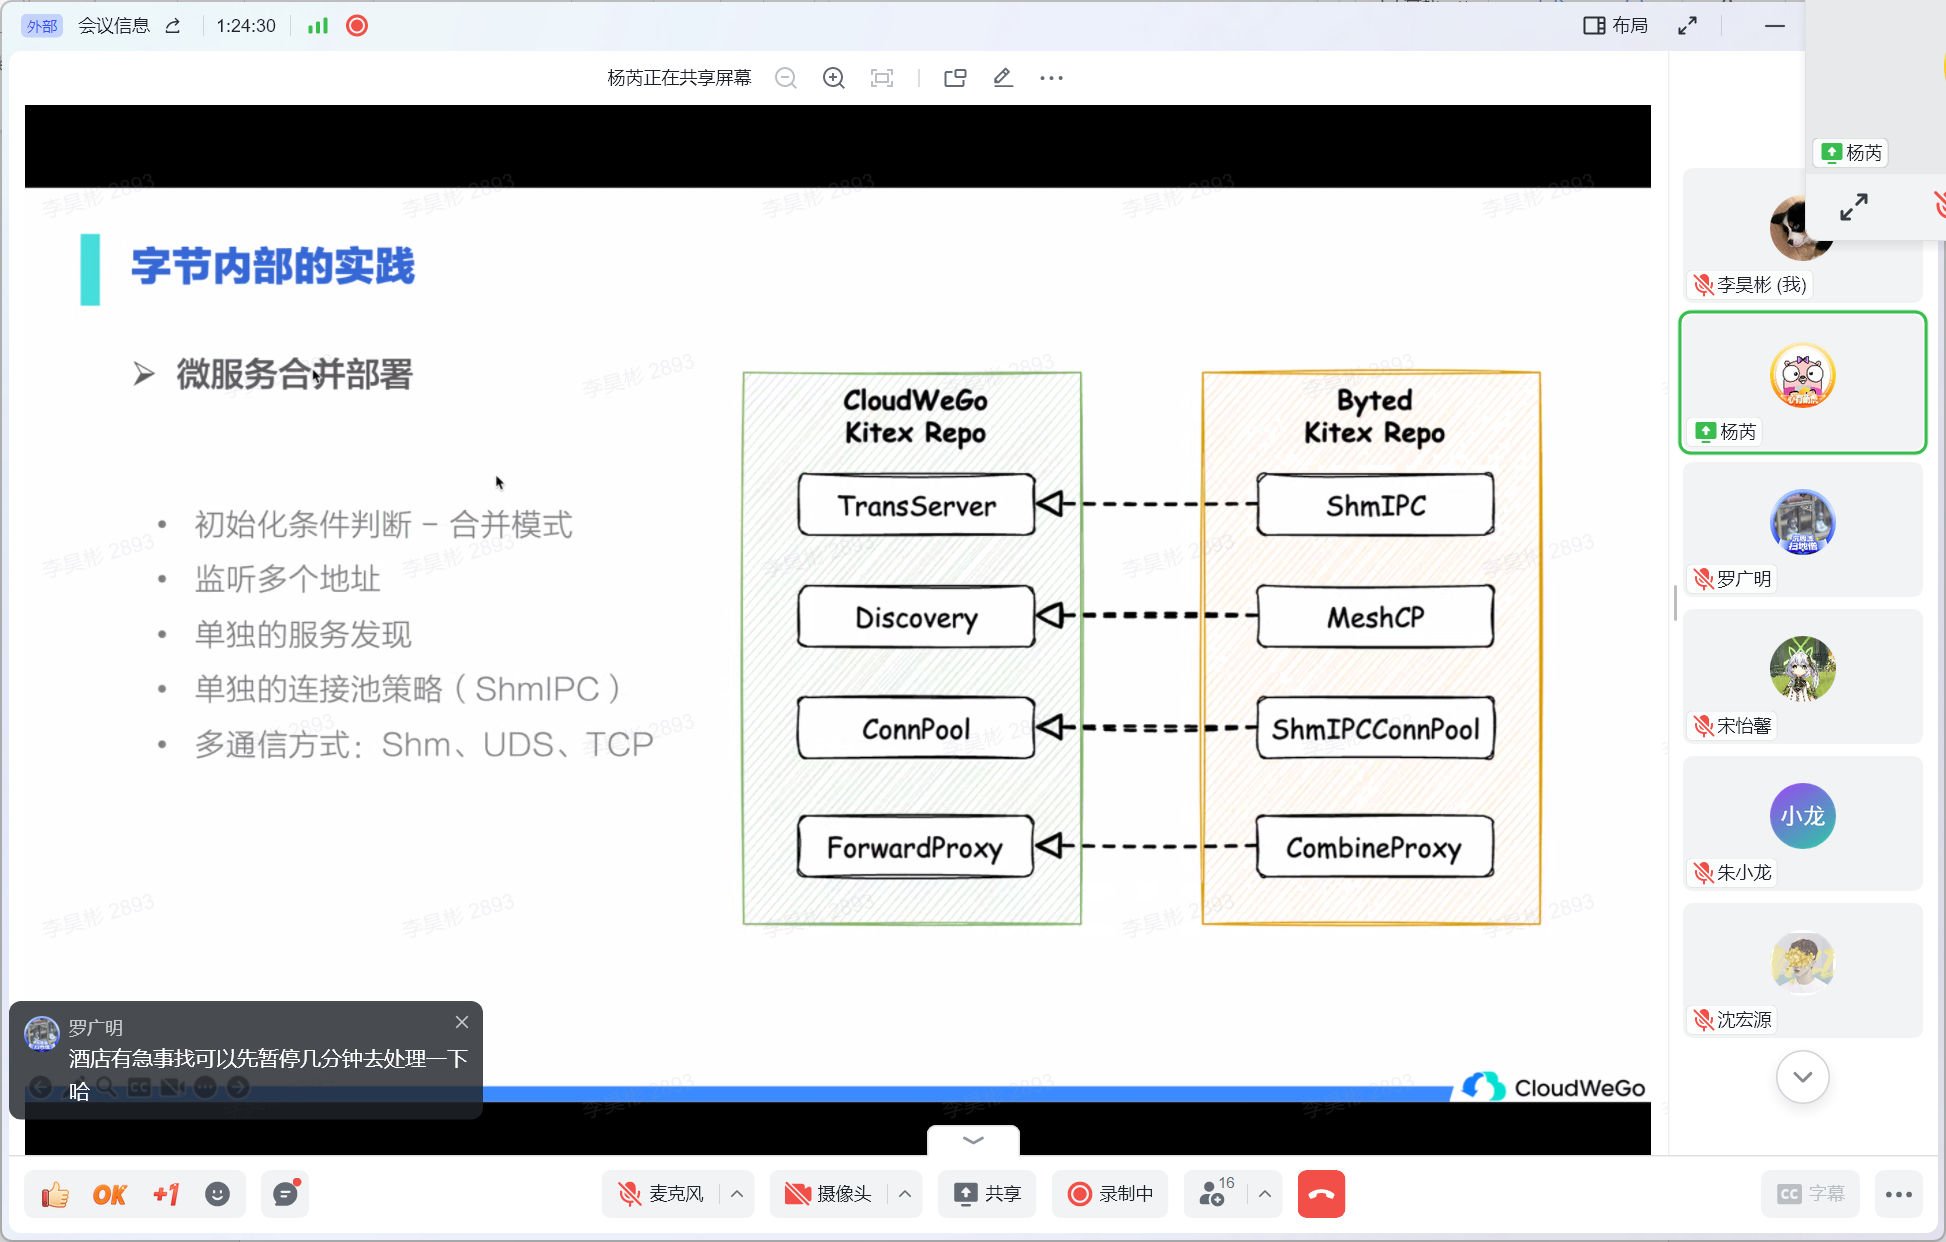 外部 会议信息 1:24:30 布局
杨芮正在共享屏幕
字节内部的实践
微服务合并部署
• 初始化条件判断 – 合并模式
• 监听多个地址
• 单独的服务发现
• 单独的连接池策略（ShmIPC）
• 多通信方式：Shm、UDS、TCP
CloudWeGo
Kitex Repo
TransServer
Discovery
ConnPool
ForwardProxy
Byted
Kitex Repo
ShmIPC
MeshCP
ShmIPCConnPool
CombineProxy
CloudWeGo
李昊彬 2893
罗广明
酒店有急事找可以先暂停几分钟去处理一下
哈
杨芮
李昊彬 (我)
杨芮
罗广明
宋怡馨
小龙
朱小龙
沈宏源
OK +1 麦克风 摄像头 共享 录制中 16 CC 字幕